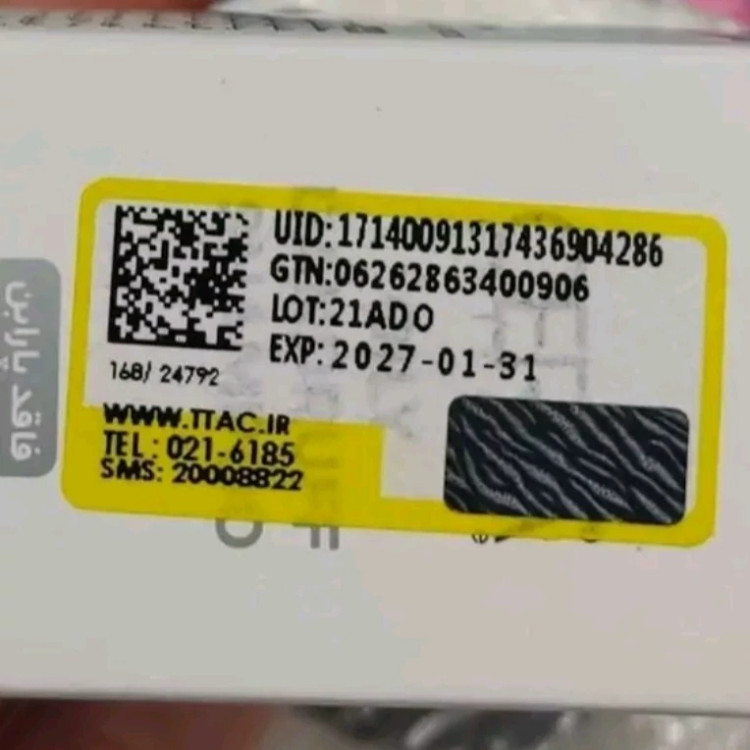 UID:17140091317436904286
GTN:06262863400906
LOT:21ADO
EXP:2027-01-31
168/ 24792
WWW.TTAC.IR
TEL: 021-6185
SMS: 20008822
فاقد پارابن